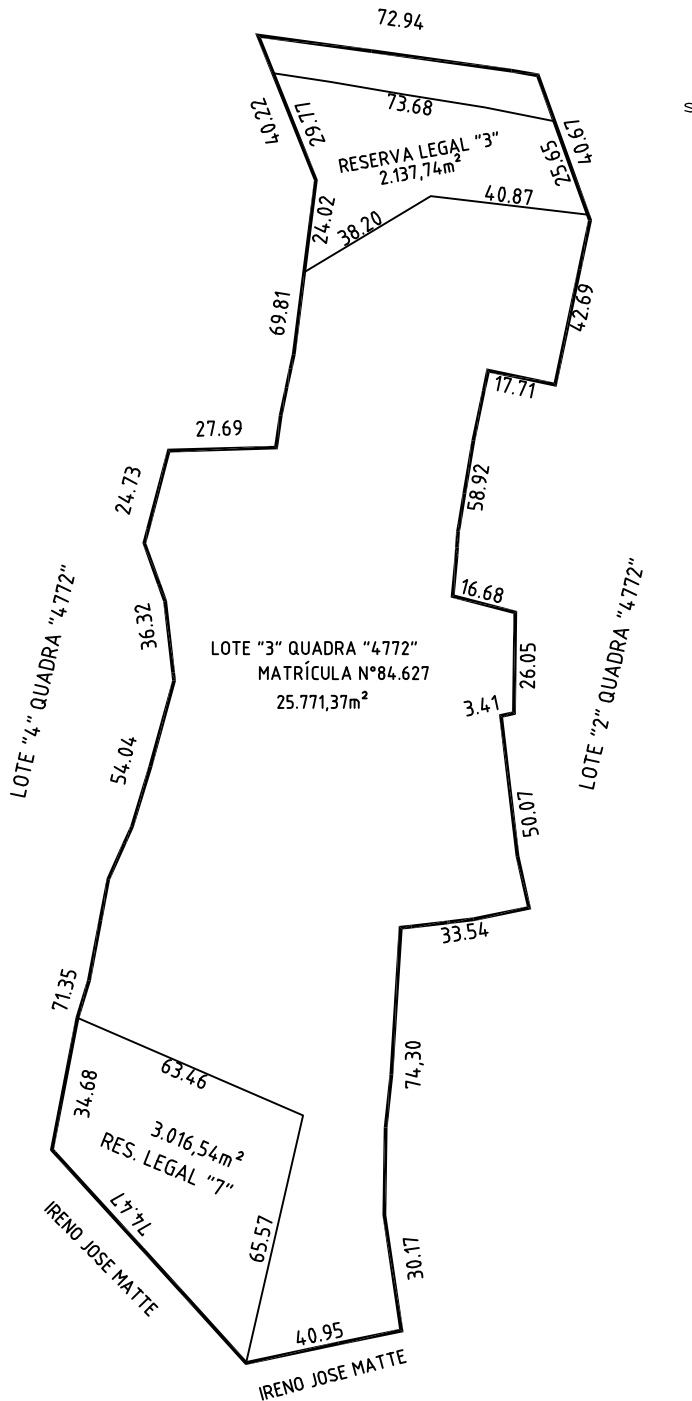 72.94
s
73.68
40.22
29.77
40.67
25.65
RESERVA LEGAL "3"
2.137,74m²
40.87
24.02
38.20
69.81
42.69
17.71
27.69
24.73
58.92
16.68
36.32
LOTE "4" QUADRA "4772"
LOTE "3" QUADRA "4772"
MATRÍCULA N°84.627
25.771,37m²
26.05
3.41
LOTE "2" QUADRA "4772"
54.04
50.07
33.54
71.35
63.46
74,30
34.68
3.016,54m²
RES. LEGAL "7"
74.47
65.57
30.17
IRENO JOSE MATTE
40.95
IRENO JOSE MATTE